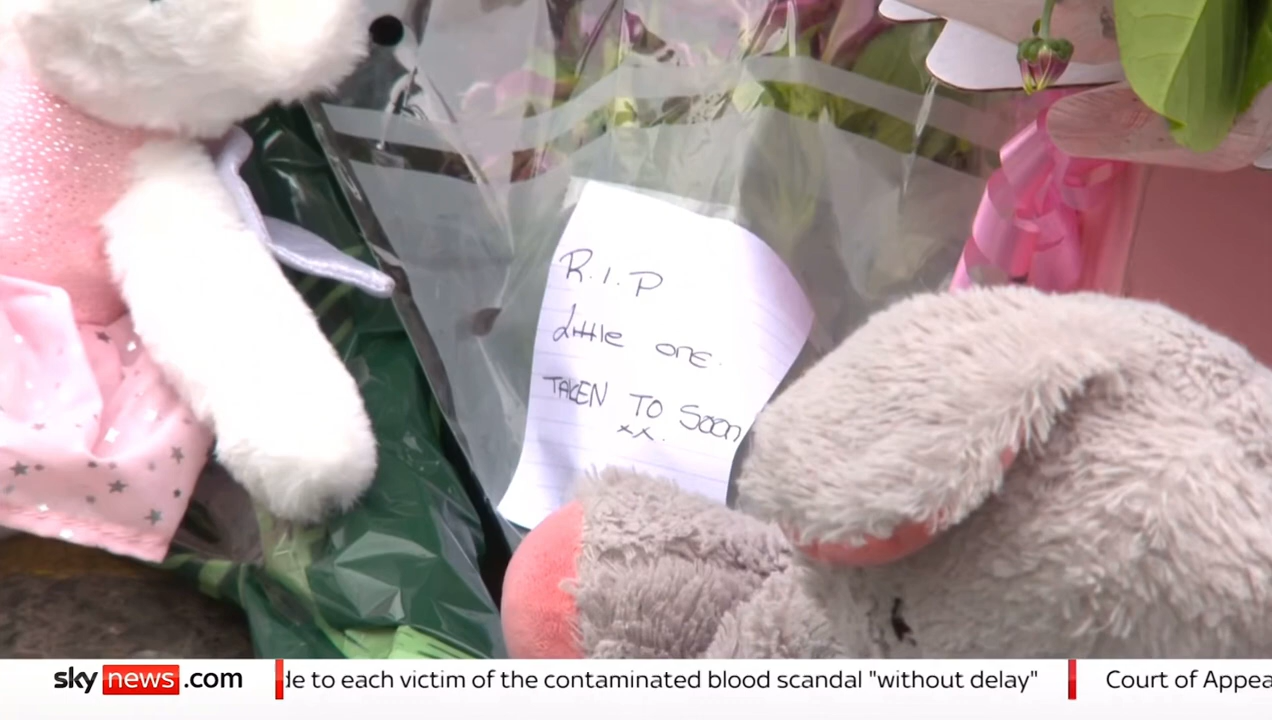 R.I.P
Little one.
TAKEN TO Soon
xx.
sky news.com
de to each victim of the contaminated blood scandal "without delay"
Court of Appea